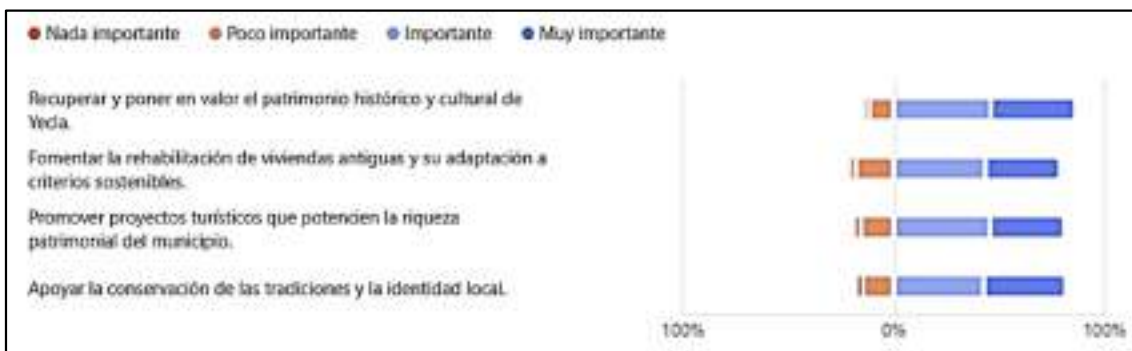 Nada importante Poco importante Importante Muy importante
Recuperar y poner en valor el patrimonio histórico y cultural de
Yecla.
Fomentar la rehabilitación de viviendas antiguas y su adaptación a
criterios sostenibles.
Promover proyectos turísticos que potencien la riqueza
patrimonial del municipio.
Apoyar la conservación de las tradiciones y la identidad local.
100% 0% 100%